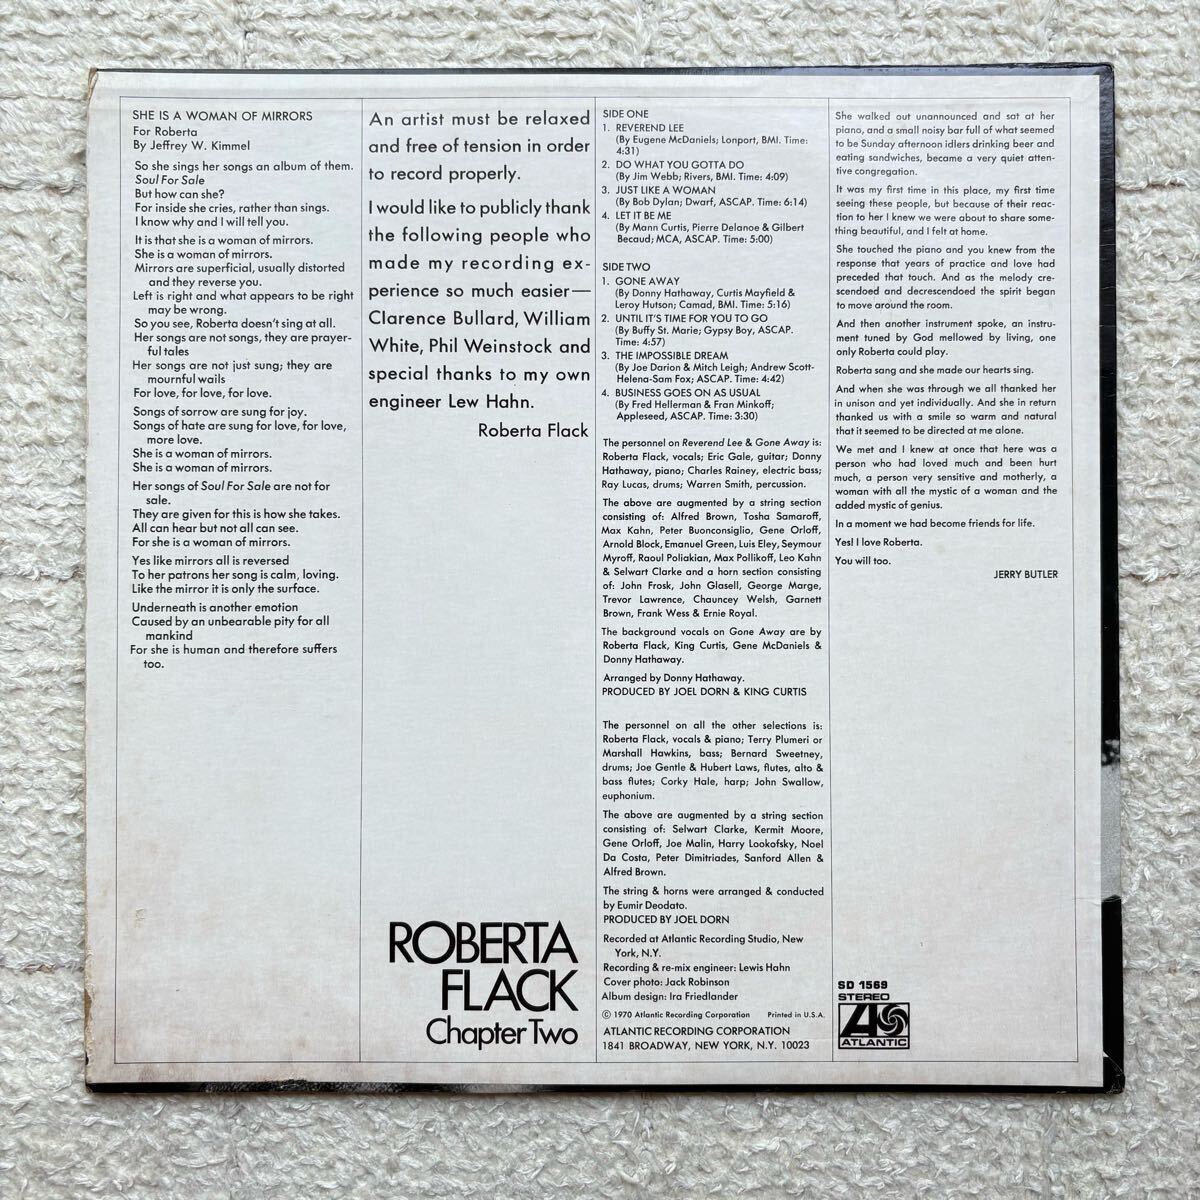 SHE IS A WOMAN OF MIRRORS
For Roberta
By Jeffrey W. Kimmel
So she sings her songs an album of them.
Soul For Sale
But how can she?
For inside she cries, rather than sings.
I know why and I will tell you.
It is that she is a woman of mirrors.
She is a woman of mirrors.
Mirrors are superficial, usually distorted
and they reverse you.
Left is right and what appears to be right
may be wrong.
So you see, Roberta doesn't sing at all.
Her songs are not songs, they are prayer-
ful tales
Her songs are not just sung; they are
mournful wails
For love, for love, for love.
Songs of sorrow are sung for joy.
Songs of hate are sung for love, for love,
more love.
She is a woman of mirrors.
She is a woman of mirrors.
Her songs of Soul For Sale are not for
sale.
They are given for this is how she takes.
All can hear but not all can see.
For she is a woman of mirrors.
Yes like mirrors all is reversed
To her patrons her song is calm, loving.
Like the mirror it is only the surface.
Underneath is another emotion
Caused by an unbearable pity for all
mankind
For she is human and therefore suffers
too.
An artist must be relaxed
and free of tension in order
to record properly.
I would like to publicly thank
the following people who
made my recording ex-
perience so much easier—
Clarence Bullard, William
White, Phil Weinstock and
special thanks to my own
engineer Lew Hahn.
Roberta Flack
ROBERTA
FLACK
Chapter Two
SIDE ONE
1. REVEREND LEE
(By Eugene McDaniels; Lonport, BMI. Time:
4:31)
2. DO WHAT YOU GOTTA DO
(By Jim Webb; Rivers, BMI. Time: 4:09)
3. JUST LIKE A WOMAN
(By Bob Dylan; Dwarf, ASCAP. Time: 6:14)
4. LET IT BE ME
(By Mann Curtis, Pierre Delanoe & Gilbert
Becaud; MCA, ASCAP. Time: 5:00)
SIDE TWO
1. GONE AWAY
(By Donny Hathaway, Curtis Mayfield &
Leroy Hutson; Camad, BMI. Time: 5:16)
2. UNTIL IT'S TIME FOR YOU TO GO
(By Buffy St. Marie; Gypsy Boy, ASCAP.
Time: 4:57)
3. THE IMPOSSIBLE DREAM
(By Joe Darion & Mitch Leigh; Andrew Scott-
Helena-Sam Fox; ASCAP. Time: 4:42)
4. BUSINESS GOES ON AS USUAL
(By Fred Hellerman & Fran Minkoff;
Appleseed, ASCAP. Time: 3:30)
The personnel on Reverend Lee & Gone Away is:
Roberta Flack, vocals; Eric Gale, guitar; Donny
Hathaway, piano; Charles Rainey, electric bass;
Ray Lucas, drums; Warren Smith, percussion.
The above are augmented by a string section
consisting of: Alfred Brown, Tosha Samaroff,
Max Kahn, Peter Buonconsiglio, Gene Orloff,
Arnold Block, Emanuel Green, Luis Eley, Seymour
Myroff, Raoul Poliakian, Max Pollikoff, Leo Kahn
& Selwart Clarke and a horn section consisting
of: John Frosk, John Glasell, George Marge,
Trevor Lawrence, Chauncey Welsh, Garnett
Brown, Frank Wess & Ernie Royal.
The background vocals on Gone Away are by
Roberta Flack, King Curtis, Gene McDaniels &
Donny Hathaway.
Arranged by Donny Hathaway.
PRODUCED BY JOEL DORN & KING CURTIS
The personnel on all the other selections is:
Roberta Flack, vocals & piano; Terry Plumeri or
Marshall Hawkins, bass; Bernard Sweetney,
drums; Joe Gentle & Hubert Laws, flutes, alto &
bass flutes; Corky Hale, harp; John Swallow,
euphonium.
The above are augmented by a string section
consisting of: Selwart Clarke, Kermit Moore,
Gene Orloff, Joe Malin, Harry Lookofsky, Noel
Da Costa, Peter Dimitriades, Sanford Allen &
Alfred Brown.
The string & horns were arranged & conducted
by Eumir Deodato.
PRODUCED BY JOEL DORN
Recorded at Atlantic Recording Studio, New
York, N.Y.
Recording & re-mix engineer: Lewis Hahn
Cover photo: Jack Robinson
Album design: Ira Friedlander
© 1970 Atlantic Recording Corporation Printed in U.S.A.
ATLANTIC RECORDING CORPORATION
1841 BROADWAY, NEW YORK, N.Y. 10023
She walked out unannounced and sat at her
piano, and a small noisy bar full of what seemed
to be Sunday afternoon idlers drinking beer and
eating sandwiches, became a very quiet atten-
tive congregation.
It was my first time in this place, my first time
seeing these people, but because of their reac-
tion to her I knew we were about to share some-
thing beautiful, and I felt at home.
She touched the piano and you knew from the
response that years of practice and love had
preceded that touch. And as the melody cre-
scendoed and decrescendoed the spirit began
to move around the room.
And then another instrument spoke, an instru-
ment tuned by God mellowed by living, one
only Roberta could play.
Roberta sang and she made our hearts sing.
And when she was through we all thanked her
in unison and yet individually. And she in return
thanked us with a smile so warm and natural
that it seemed to be directed at me alone.
We met and I knew at once that here was a
person who had loved much and been hurt
much, a person very sensitive and motherly, a
woman with all the mystic of a woman and the
added mystic of genius.
In a moment we had become friends for life.
Yes! I love Roberta.
You will too.
JERRY BUTLER
SD 1569
STEREO
ATLANTIC